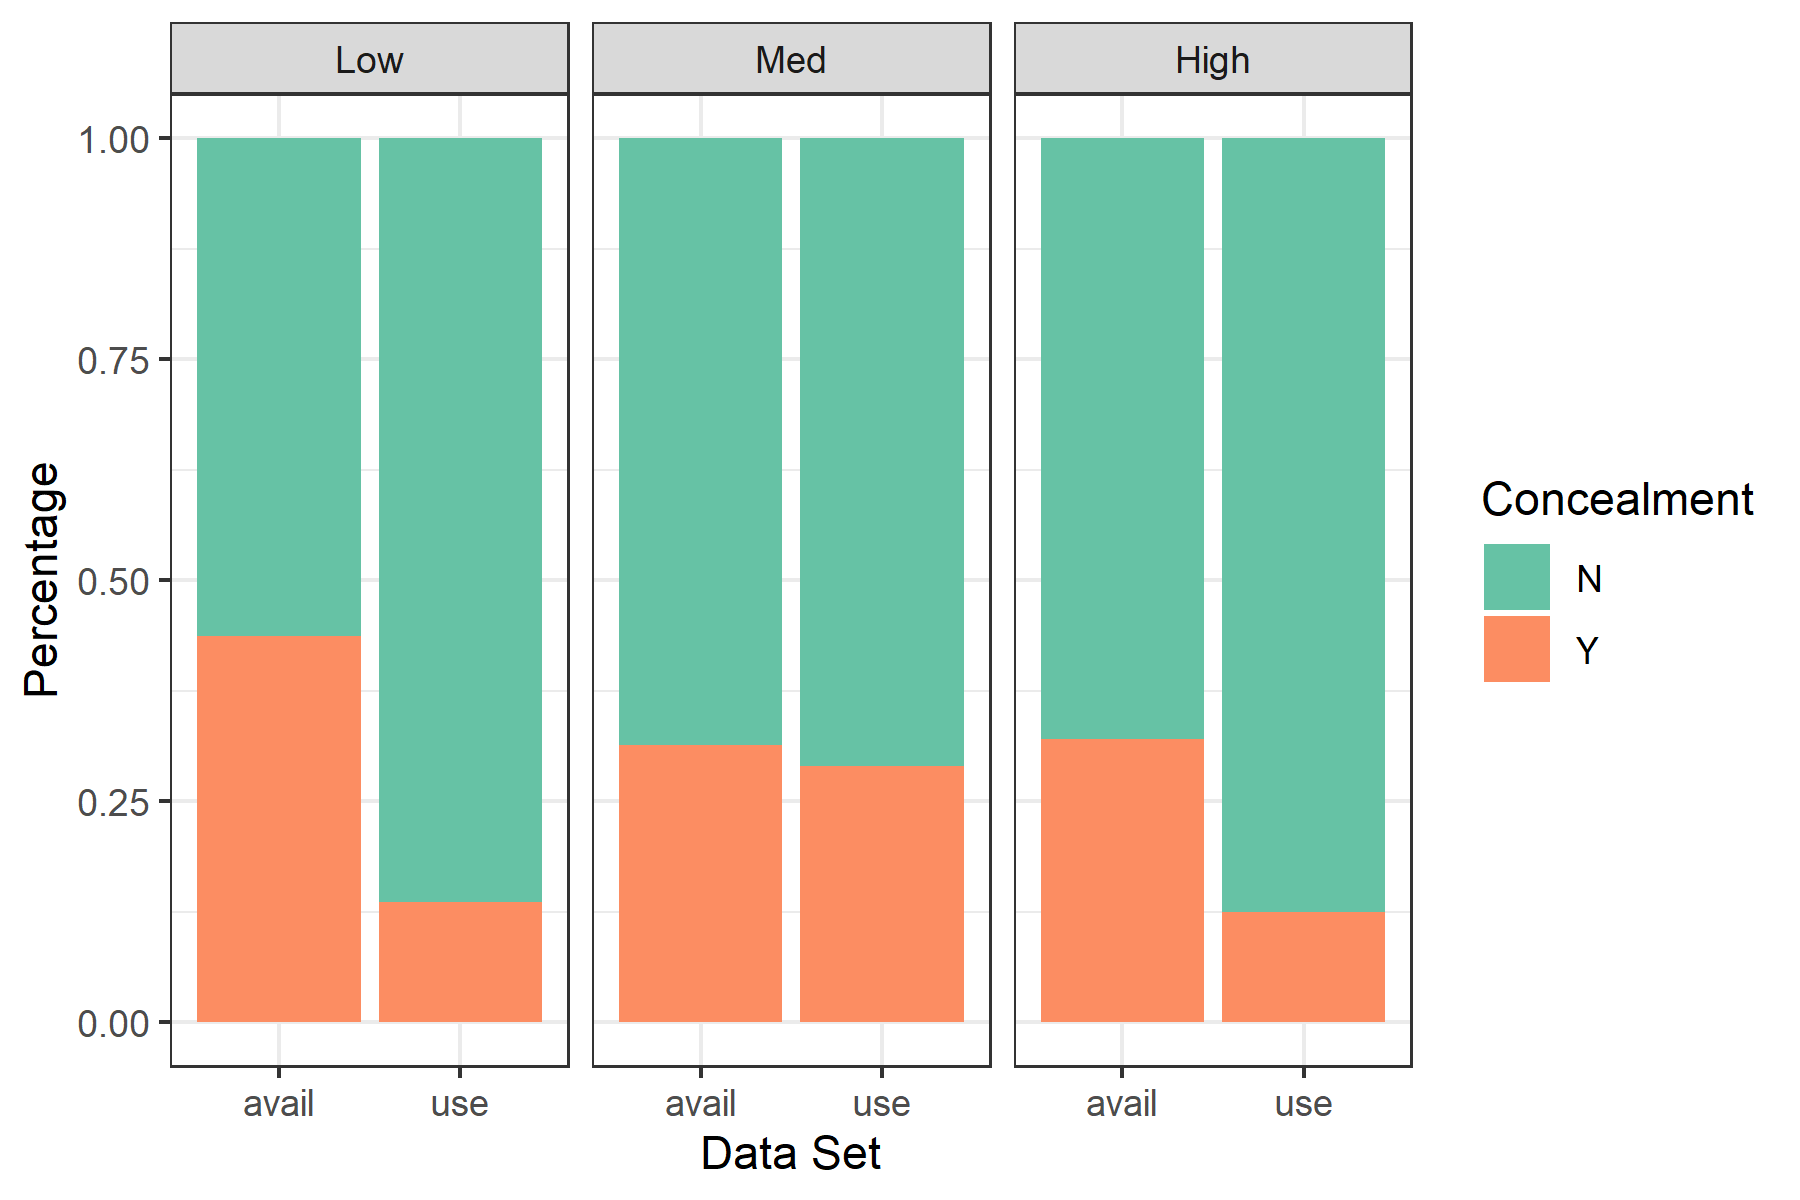 Low
Med
High
1.00
0.75
0.50
0.25
0.00
Percentage
avail
use
avail
use
avail
use
Data Set
Concealment
N
Y